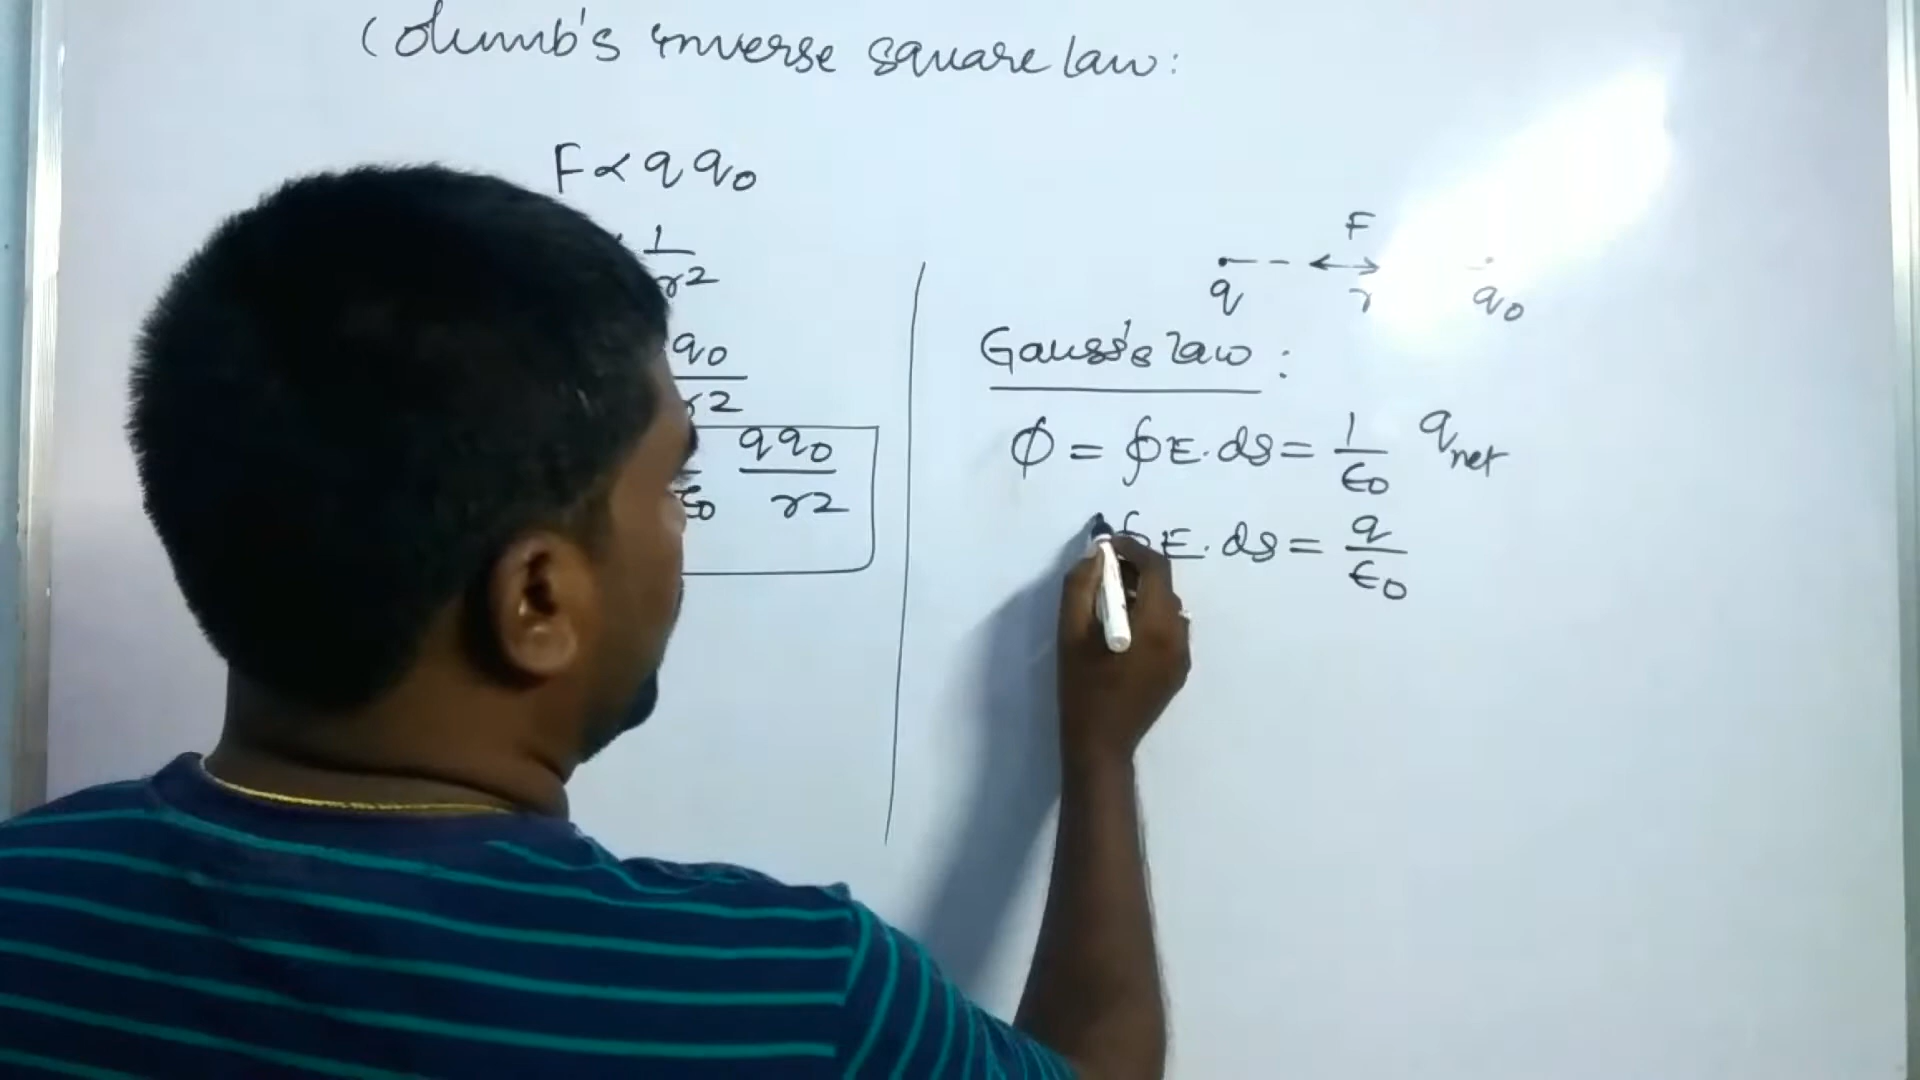 Columb's inverse square law:
F ∝ q q0
1
r2
q0
r2
q q0
ϵ0 r2
F
q r q0
Gauss's law:
ϕ = ∮E.ds = 1/ϵ0 qnet
∮E.ds = q/ϵ0